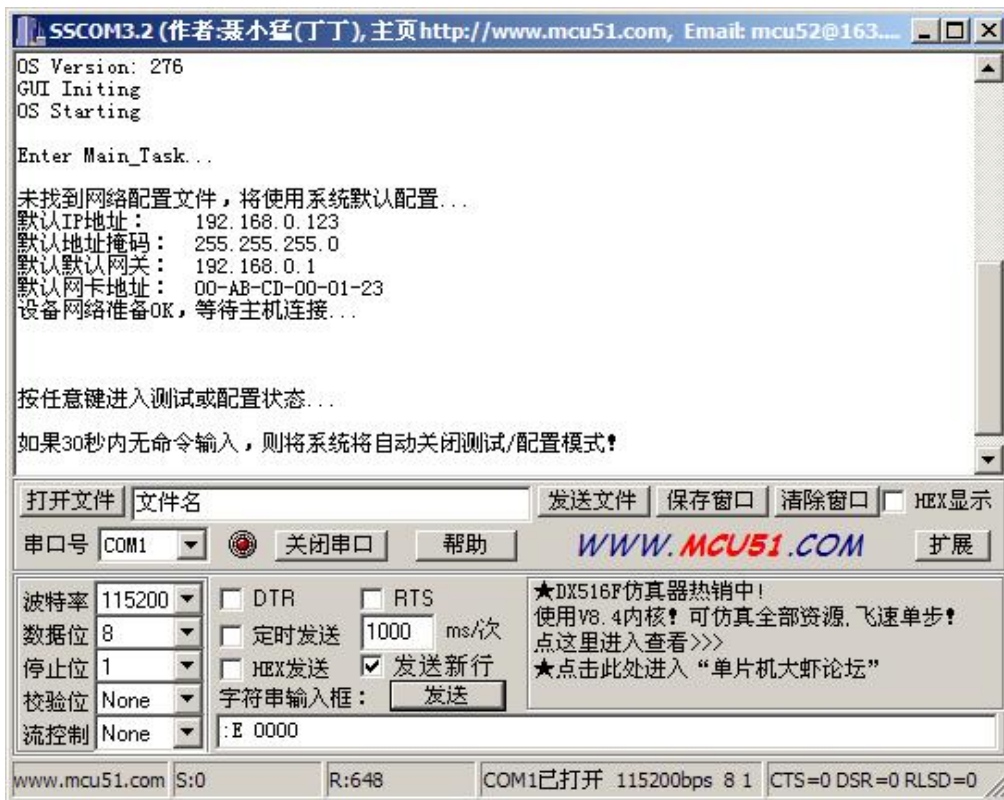 SSCOM3.2 (作者:聂小猛(丁丁), 主页http://www.mcu51.com, Email: mcu52@163....
OS Version: 276
GUI Initing
OS Starting
Enter Main_Task...
未找到网络配置文件，将使用系统默认配置...
默认IP地址： 192.168.0.123
默认地址掩码： 255.255.255.0
默认默认网关： 192.168.0.1
默认网卡地址： 00-AB-CD-00-01-23
设备网络准备OK，等待主机连接...
按任意键进入测试或配置状态...
如果30秒内无命令输入，则将系统将自动关闭测试/配置模式！
打开文件 文件名 发送文件 保存窗口 清除窗口 HEX显示
串口号 COM1 关闭串口 帮助 WWW.MCU51.COM 扩展
波特率 115200 DTR RTS
数据位 8 定时发送 1000 ms/次
停止位 1 HEX发送 发送新行
校验位 None 字符串输入框： 发送
流控制 None :E 0000
★DX516F仿真器热销中!
使用V8.4内核！可仿真全部资源,飞速单步！
点这里进入查看>>>
★点击此处进入“单片机大虾论坛”
www.mcu51.com S:0 R:648 COM1已打开 115200bps 8 1 CTS=0 DSR=0 RLSD=0